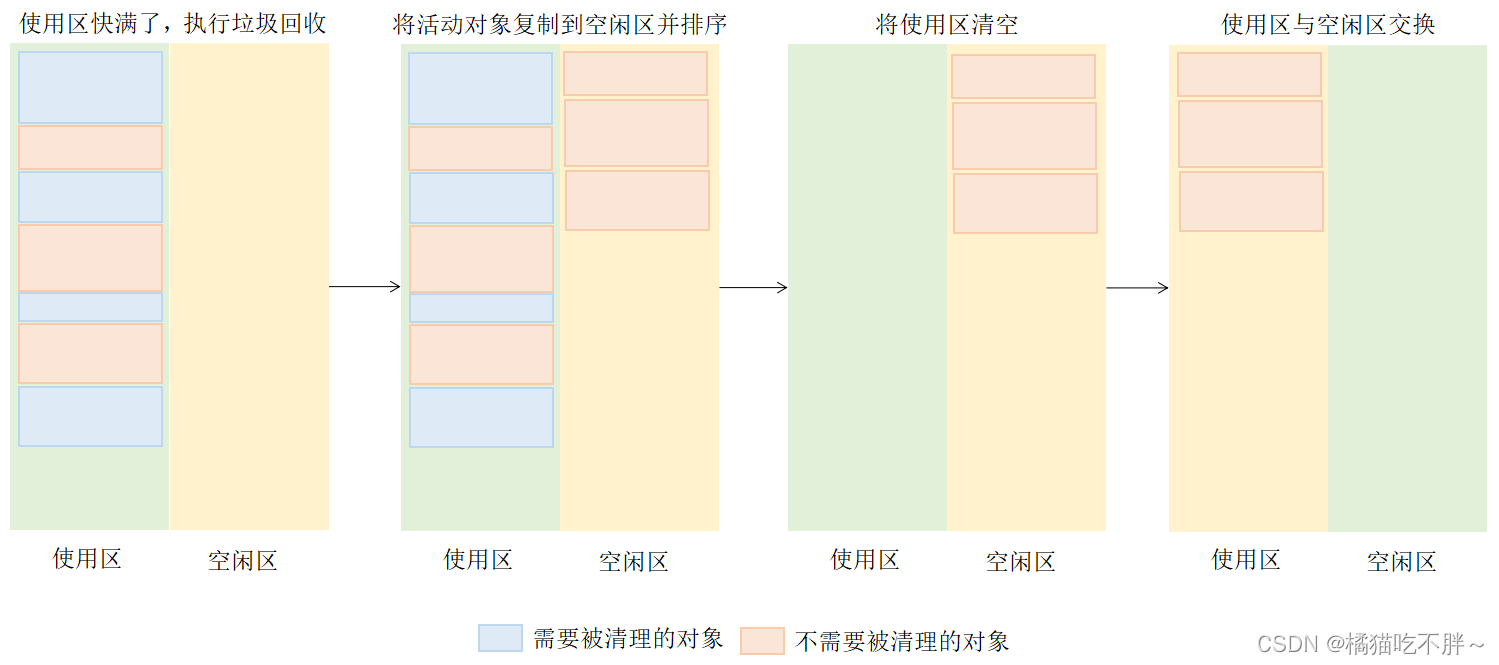 使用区快满了，执行垃圾回收
将活动对象复制到空闲区并排序
将使用区清空
使用区与空闲区交换
使用区
空闲区
使用区
空闲区
使用区
空闲区
使用区
空闲区
需要被清理的对象
不需要被清理的对象
CSDN @橘猫吃不胖～